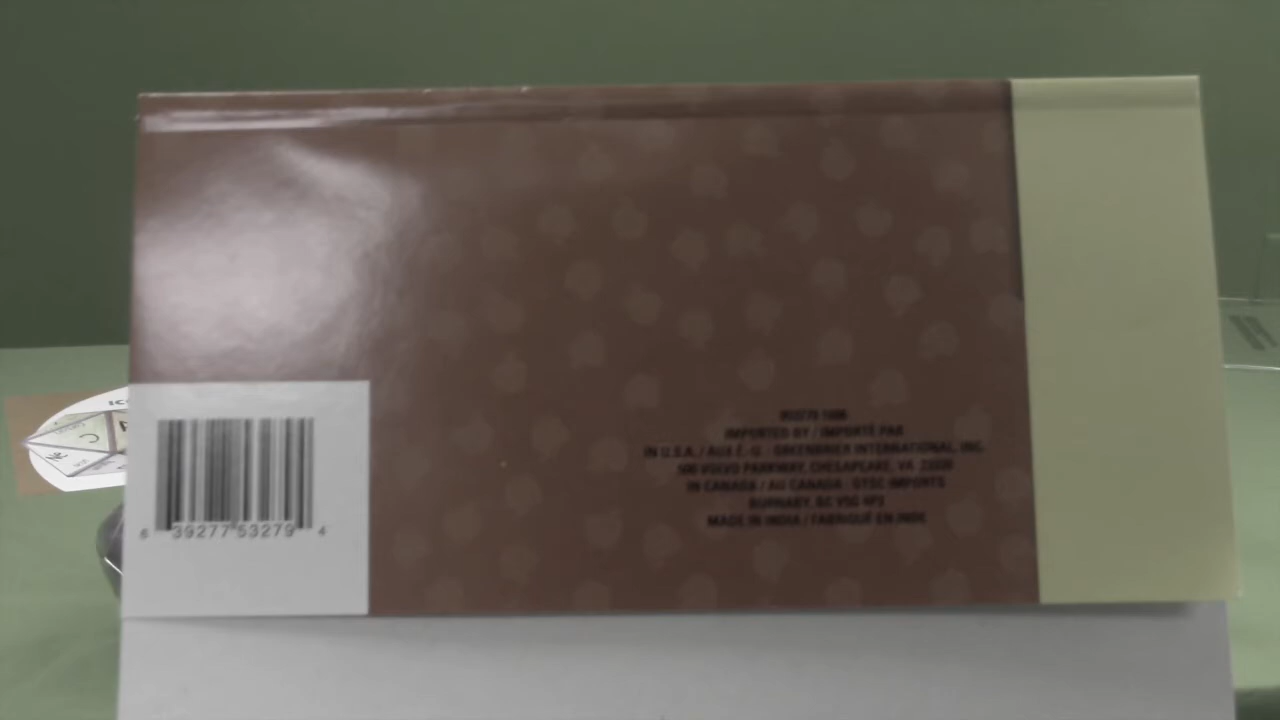 6 39277 53279 4
IMPORTED BY / IMPORTÉ PAR
IN U.S.A. / AUX É.-U. : GREENBRIER INTERNATIONAL, INC.
500 VOLVO PARKWAY, CHESAPEAKE, VA 23320
IN CANADA / AU CANADA : DTSC IMPORTS
BURNABY, BC V5G
MADE IN INDIA / FABRIQUÉ EN INDE